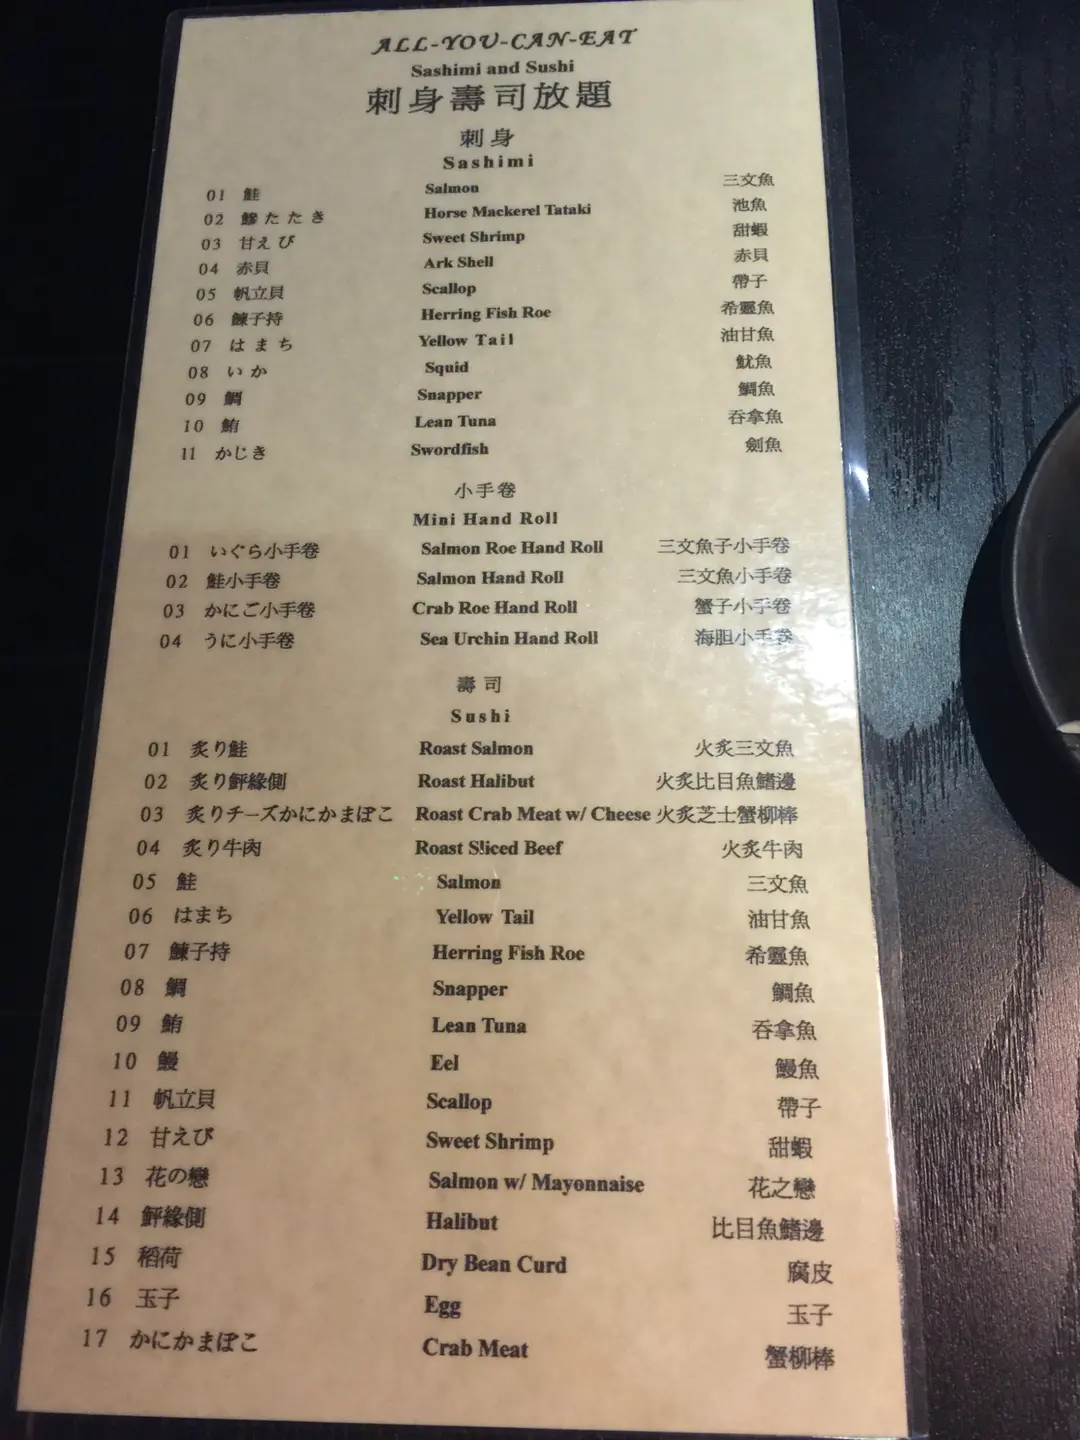 ALL-YOU-CAN-EAT
Sashimi and Sushi
刺身壽司放題
刺身
Sashimi
01 鮭 Salmon 三文魚
02 鯵たたき Horse Mackerel Tataki 池魚
03 甘えび Sweet Shrimp 甜蝦
04 赤貝 Ark Shell 赤貝
05 帆立貝 Scallop 帶子
06 鰊子持 Herring Fish Roe 希靈魚
07 はまち Yellow Tail 油甘魚
08 いか Squid 魷魚
09 鯛 Snapper 鯛魚
10 鮪 Lean Tuna 吞拿魚
11 かじき Swordfish 劍魚
小手卷
Mini Hand Roll
01 いぐら小手卷 Salmon Roe Hand Roll 三文魚子小手卷
02 鮭小手卷 Salmon Hand Roll 三文魚小手卷
03 かにご小手卷 Crab Roe Hand Roll 蟹子小手卷
04 うに小手卷 Sea Urchin Hand Roll 海胆小手卷
壽司
Sushi
01 炙り鮭 Roast Salmon 火炙三文魚
02 炙り鮃緣側 Roast Halibut 火炙比目魚鰭邊
03 炙りチーズかにかまぼこ Roast Crab Meat w/ Cheese 火炙芝士蟹柳棒
04 炙り牛肉 Roast Sliced Beef 火炙牛肉
05 鮭 Salmon 三文魚
06 はまち Yellow Tail 油甘魚
07 鰊子持 Herring Fish Roe 希靈魚
08 鯛 Snapper 鯛魚
09 鮪 Lean Tuna 吞拿魚
10 鰻 Eel 鰻魚
11 帆立貝 Scallop 帶子
12 甘えび Sweet Shrimp 甜蝦
13 花の戀 Salmon w/ Mayonnaise 花之戀
14 鮃緣側 Halibut 比目魚鰭邊
15 稻荷 Dry Bean Curd 腐皮
16 玉子 Egg 玉子
17 かにかまぼこ Crab Meat 蟹柳棒